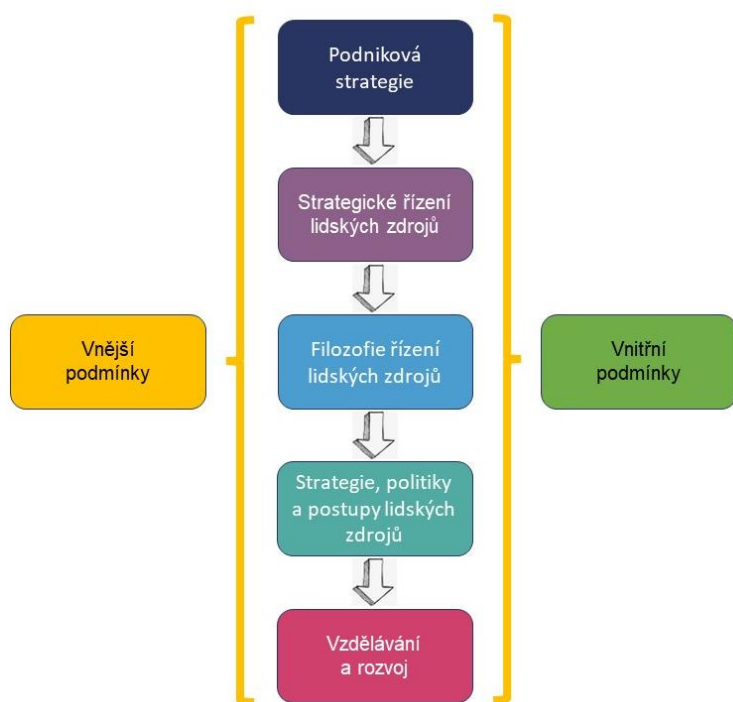 Podniková
strategie
Strategické řízení
lidských zdrojů
Vnější
podmínky
Filozofie řízení
lidských zdrojů
Vnitřní
podmínky
Strategie, politiky
a postupy lidských
zdrojů
Vzdělávání
a rozvoj